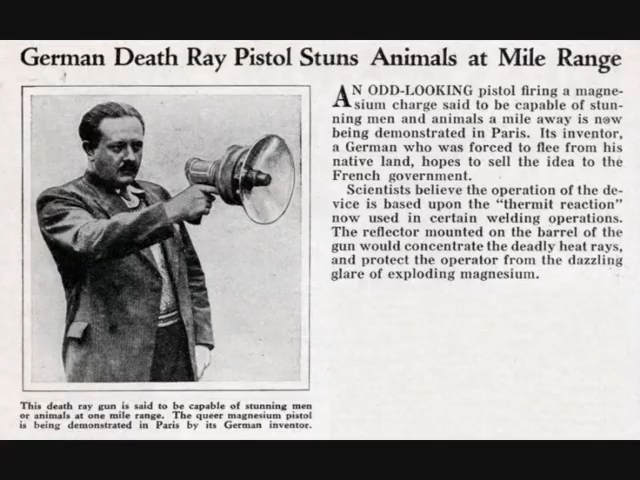 German Death Ray Pistol Stuns Animals at Mile Range
AN ODD-LOOKING pistol firing a magne-
sium charge said to be capable of stun-
ning men and animals a mile away is now
being demonstrated in Paris. Its inventor,
a German who was forced to flee from his
native land, hopes to sell the idea to the
French government.
Scientists believe the operation of the de-
vice is based upon the "thermit reaction"
now used in certain welding operations.
The reflector mounted on the barrel of the
gun would concentrate the deadly heat rays,
and protect the operator from the dazzling
glare of exploding magnesium.
This death ray gun is said to be capable of stunning men
or animals at one mile range. The queer magnesium pistol
is being demonstrated in Paris by its German inventor.